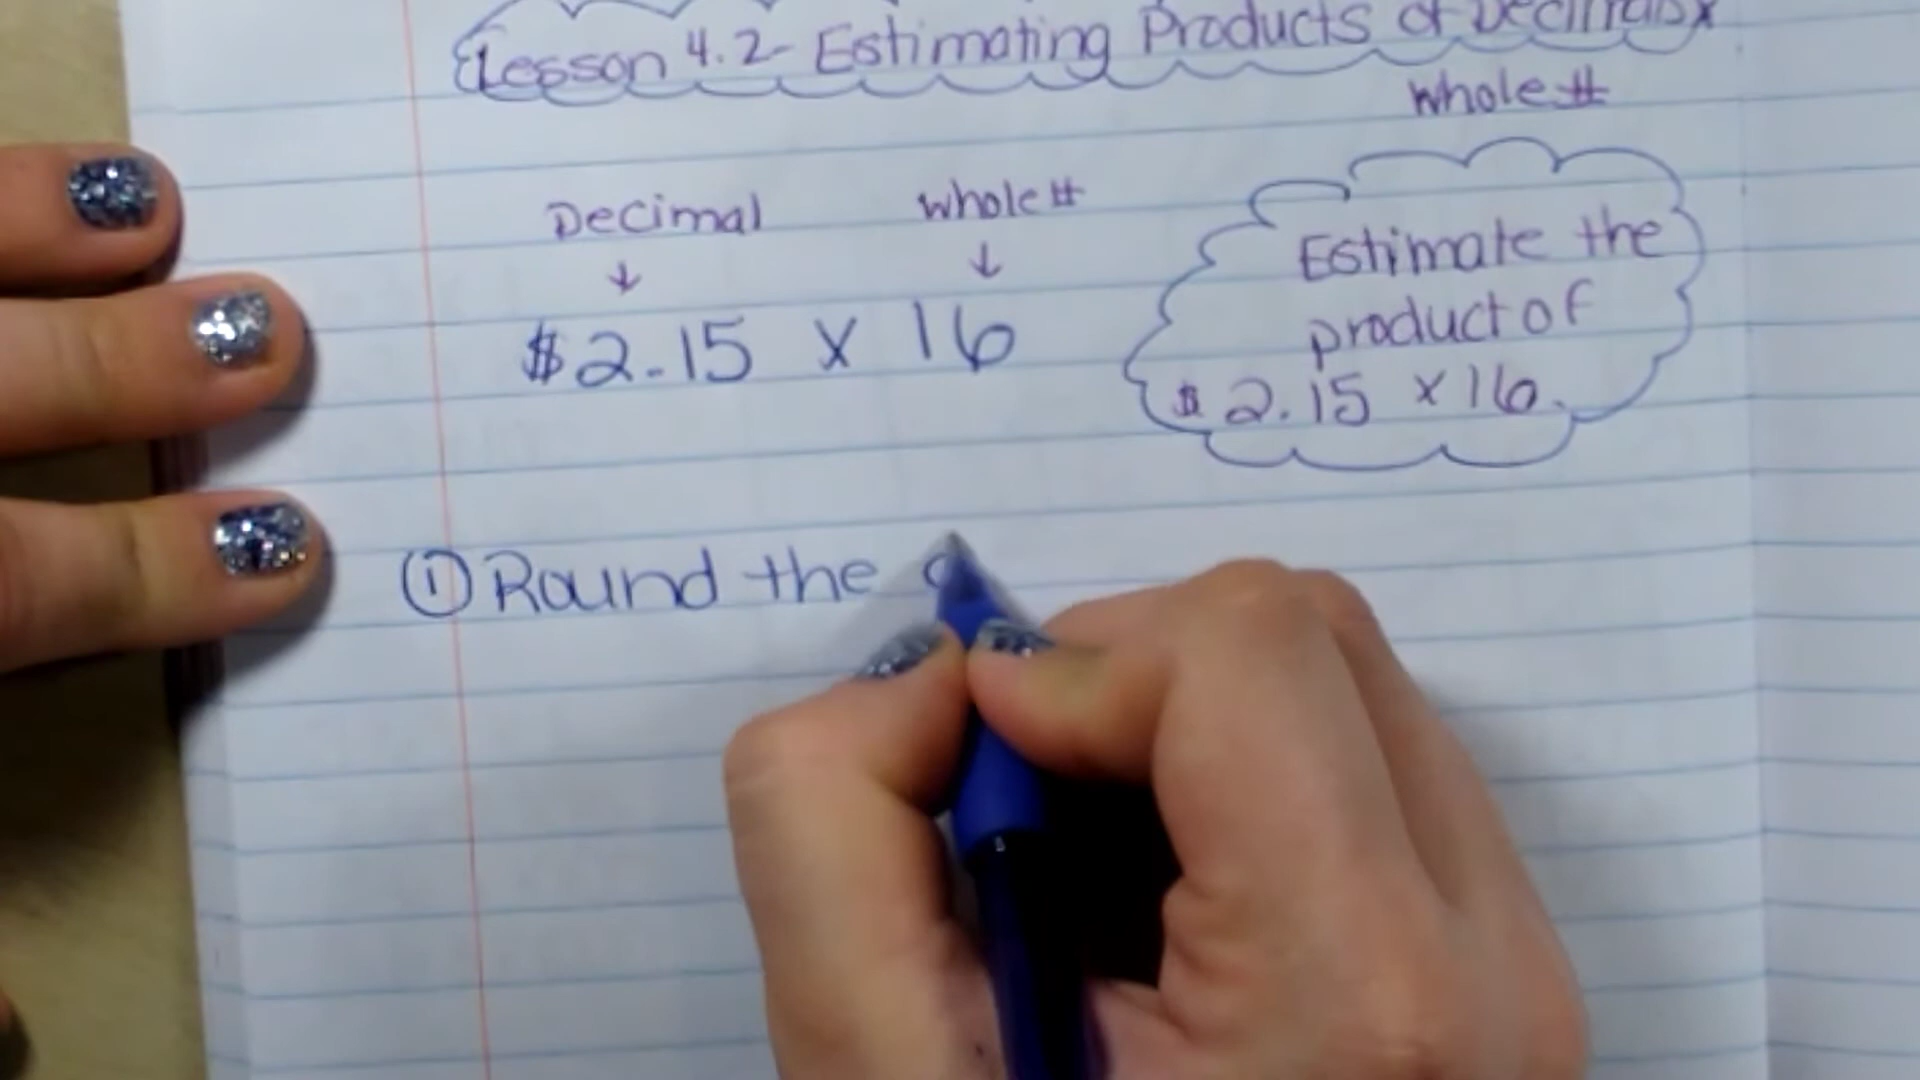 Lesson 4.2- Estimating Products of Decimals x
Whole #
Decimal Whole #
↓ ↓
$2.15 x 16
Estimate the
product of
$2.15 x 16.
① Round the